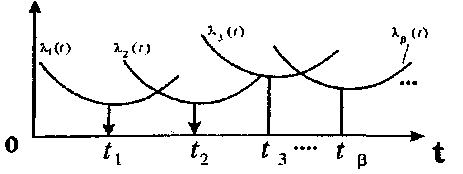 λ₁(t) λ₂(t) λ₃(t) λᵦ(t)
...
0 t₁ t₂ t₃ .... tᵦ t